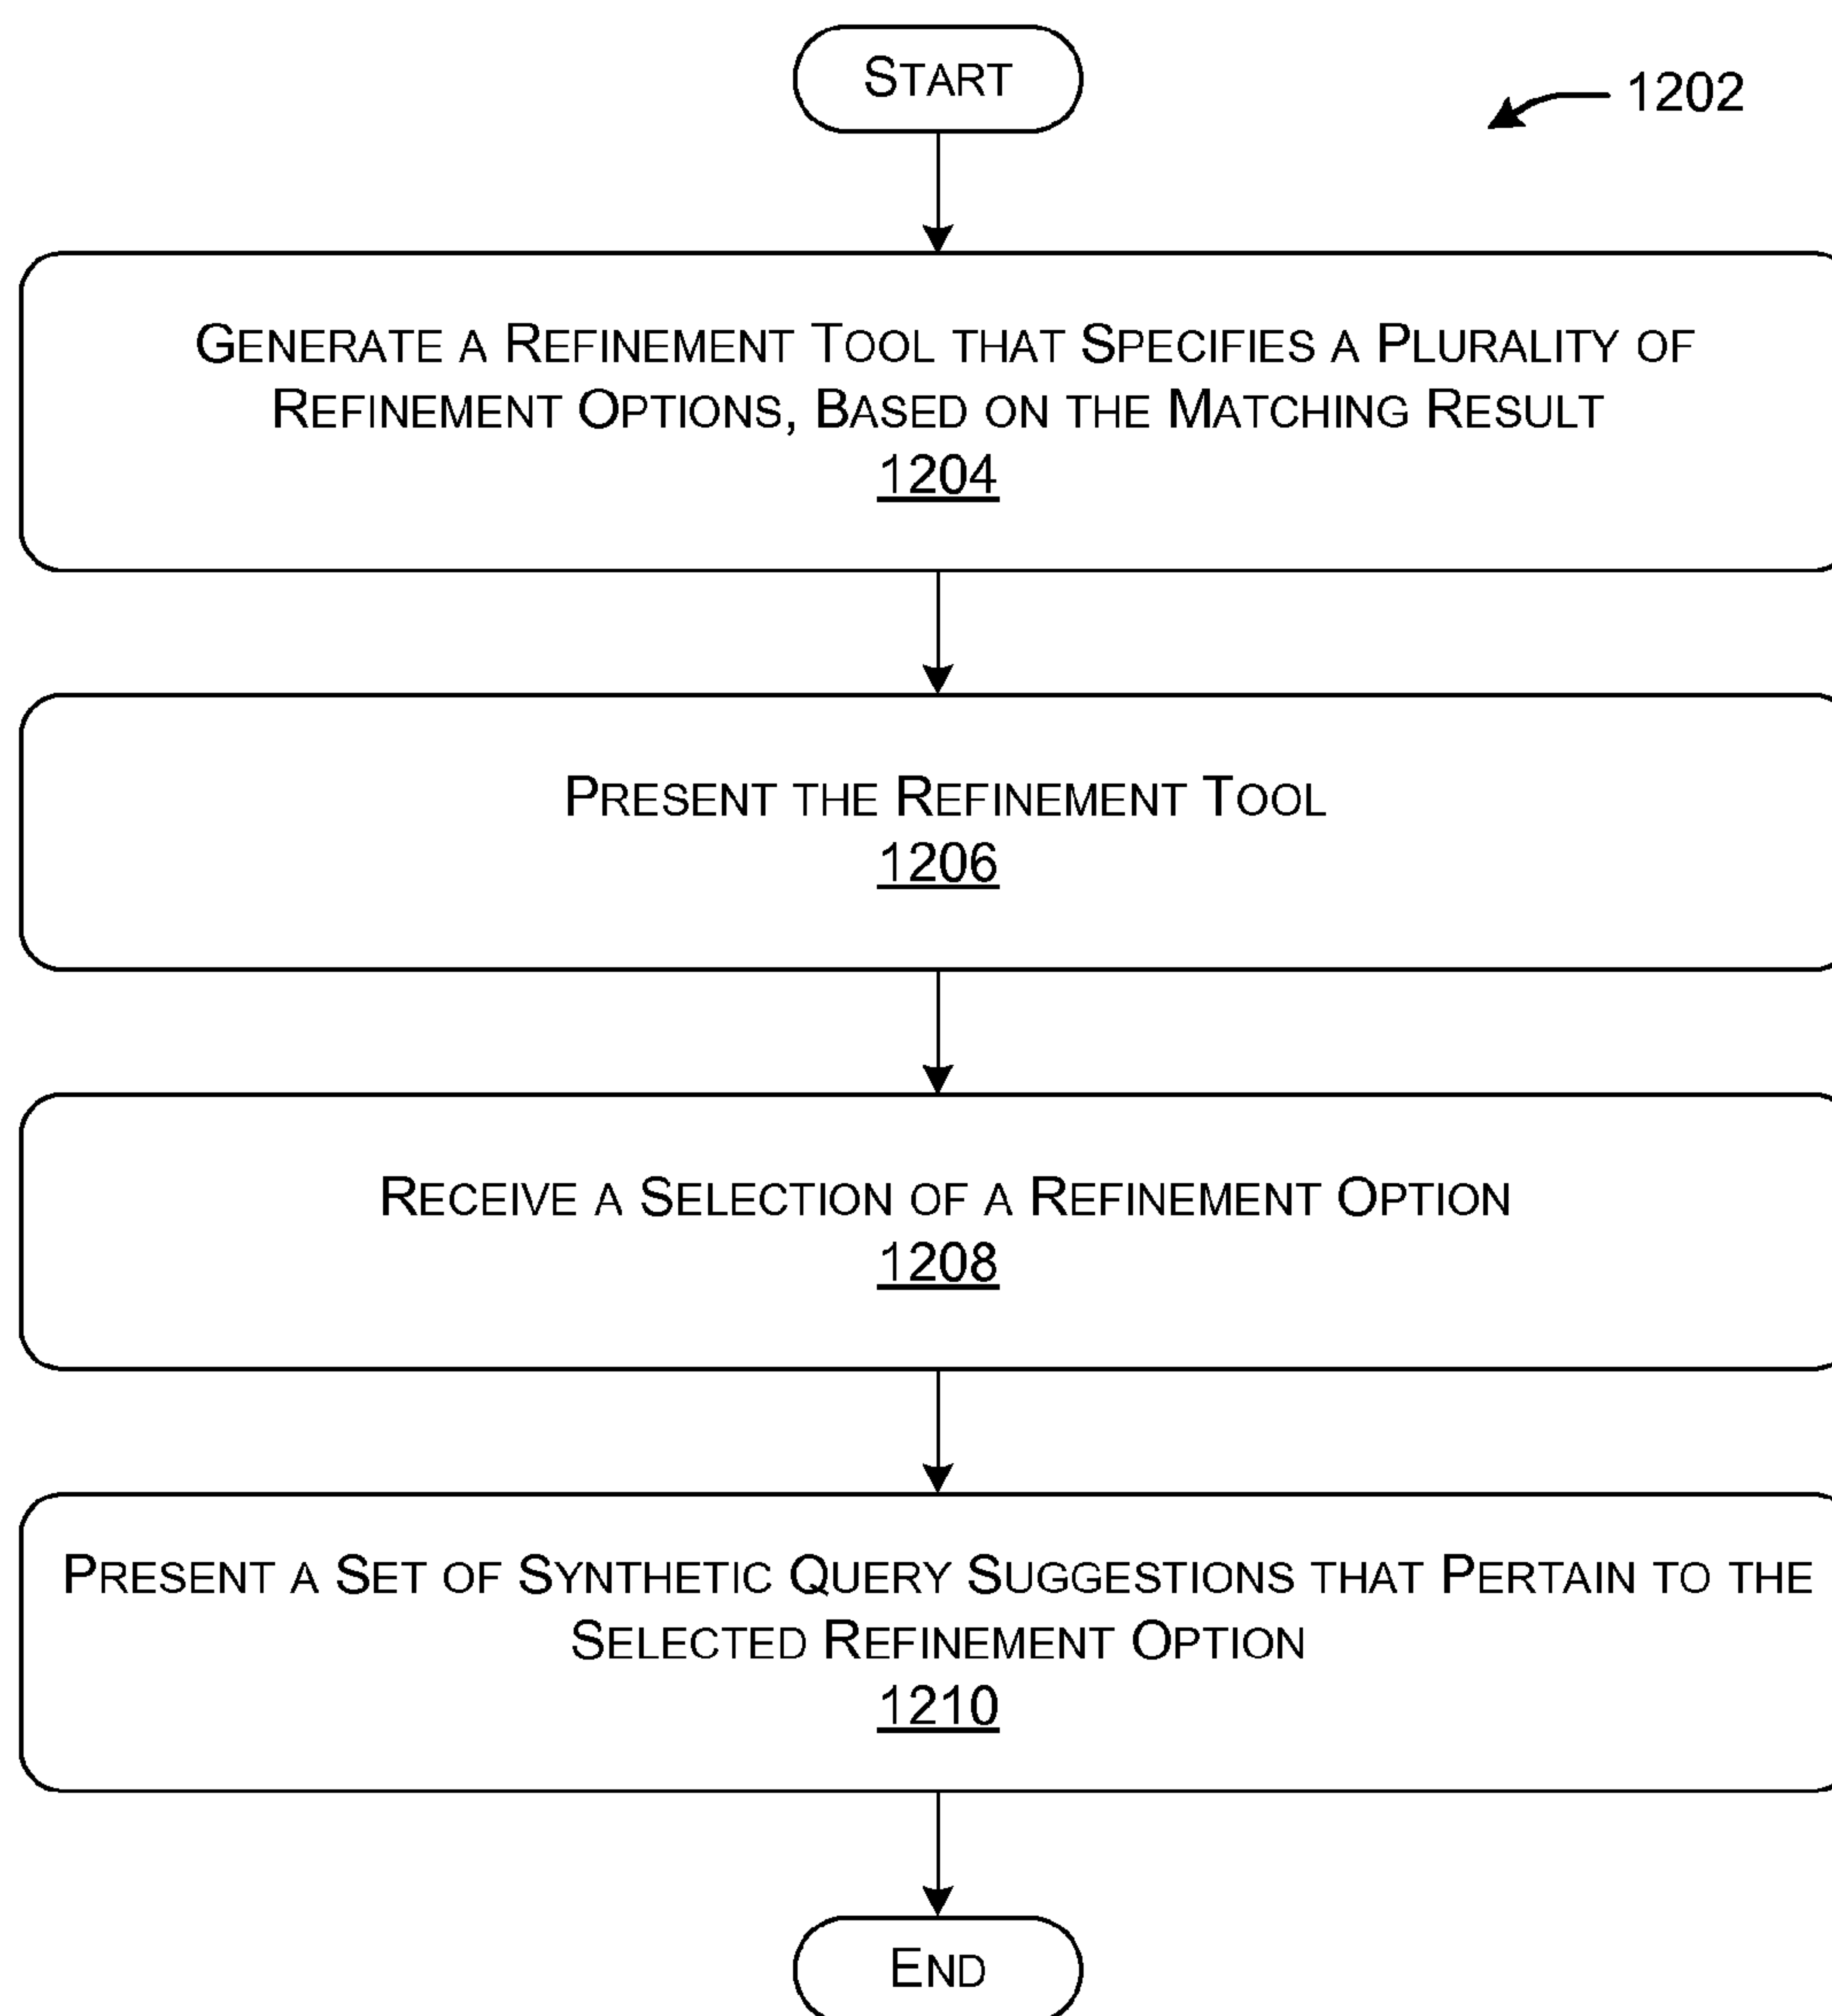 START
1202
GENERATE A REFINEMENT TOOL THAT SPECIFIES A PLURALITY OF
REFINEMENT OPTIONS, BASED ON THE MATCHING RESULT
1204
PRESENT THE REFINEMENT TOOL
1206
RECEIVE A SELECTION OF A REFINEMENT OPTION
1208
PRESENT A SET OF SYNTHETIC QUERY SUGGESTIONS THAT PERTAIN TO THE
SELECTED REFINEMENT OPTION
1210
END